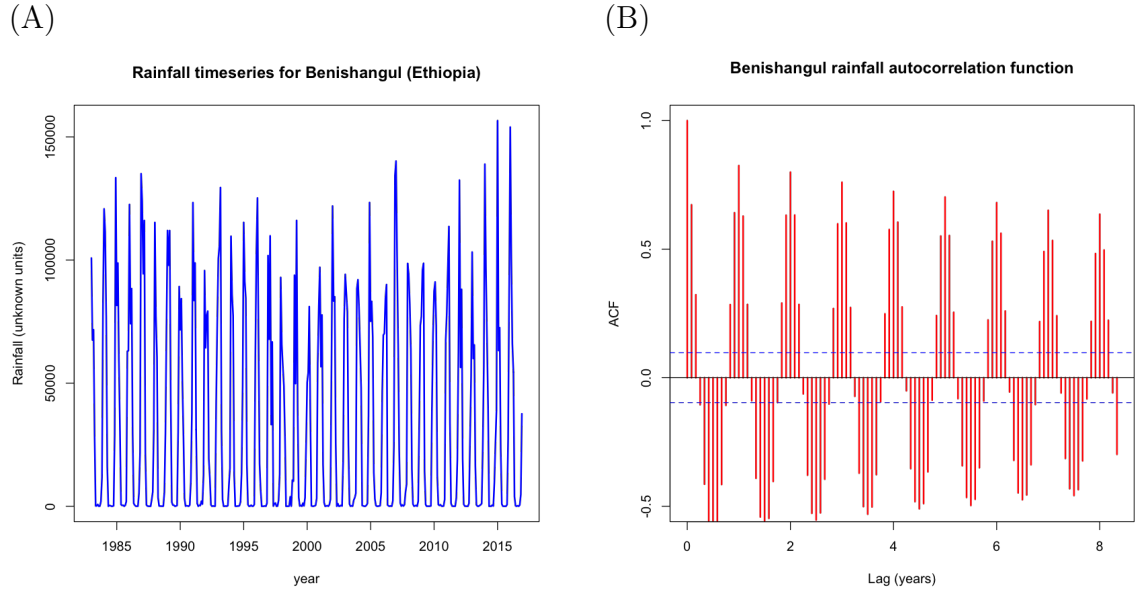 (A)
Rainfall timeseries for Benishangul (Ethiopia)
Rainfall (unknown units)
150000
100000
50000
0
1985 1990 1995 2000 2005 2010 2015
year
(B)
Benishangul rainfall autocorrelation function
ACF
1.0
0.5
0.0
-0.5
0 2 4 6 8
Lag (years)